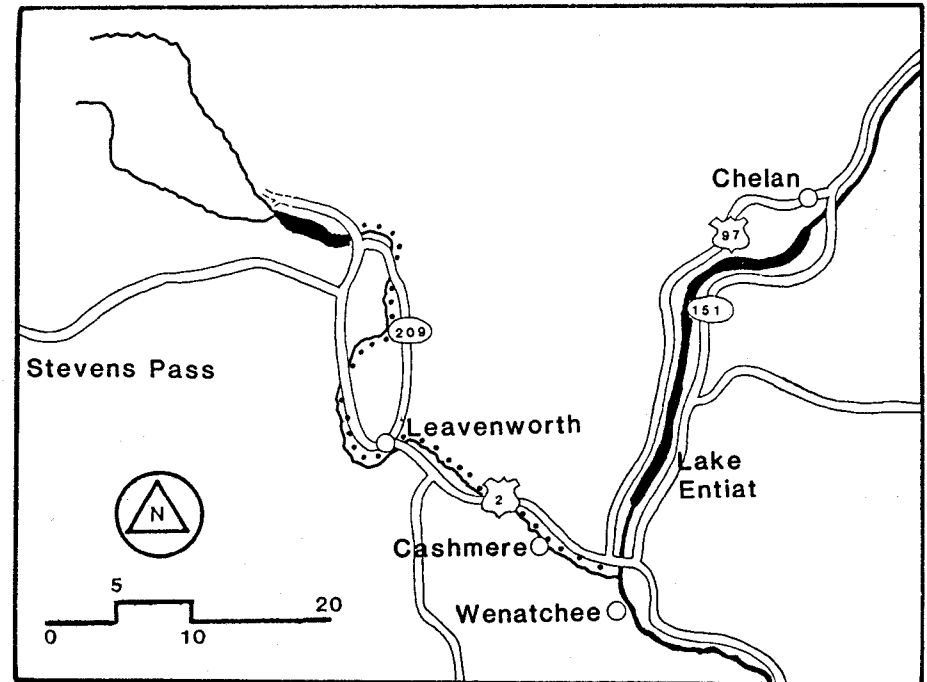 Chelan
97
151
209
Stevens Pass
Leavenworth
Lake
Entiat
2
N
Cashmere
5
20
Wenatchee
0
10